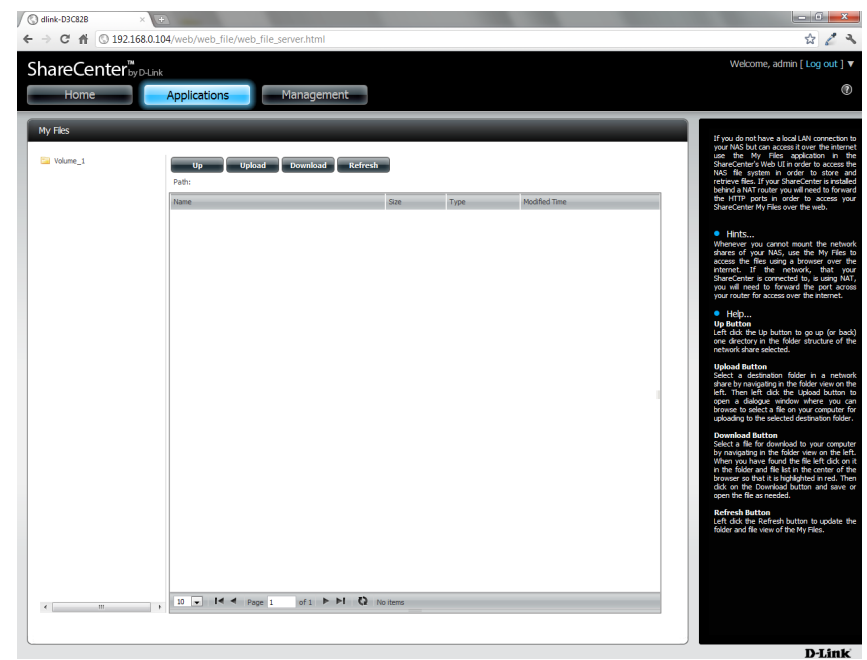 dlink-D3C82B
192.168.0.104/web/web_file/web_file_server.html
ShareCenter™ by D-Link
Welcome, admin [ Log out ] ▼
Home Applications Management
My Files
Volume_1
Up Upload Download Refresh
Path:
Name Size Type Modified Time
10 Page 1 of 1 No items
If you do not have a local LAN connection to
your NAS but can access it over the internet
use the My Files application in the
ShareCenter's Web UI in order to access the
NAS file system in order to store and
retrieve files. If your ShareCenter is installed
behind a NAT router you will need to forward
the HTTP ports in order to access your
ShareCenter My Files over the web.
Hints...
Whenever you cannot mount the network
shares of your NAS, use the My Files to
access the files using a browser over the
internet. If the network, that your
ShareCenter is connected to, is using NAT,
you will need to forward the port across
your router for access over the internet.
Help...
Up Button
Left click the Up button to go up (or back)
one directory in the folder structure of the
network share selected.
Upload Button
Select a destination folder in a network
share by navigating in the folder view on the
left. Then left click the Upload button to
open a dialogue window where you can
browse to select a file on your computer for
uploading to the selected destination folder.
Download Button
Select a file for download to your computer
by navigating in the folder view on the left.
When you have found the file left click on it
in the folder and file list in the center of the
browser so that it is highlighted in red. Then
click on the Download button and save or
open the file as needed.
Refresh Button
Left click the Refresh button to update the
folder and file view of the My Files.
D-Link